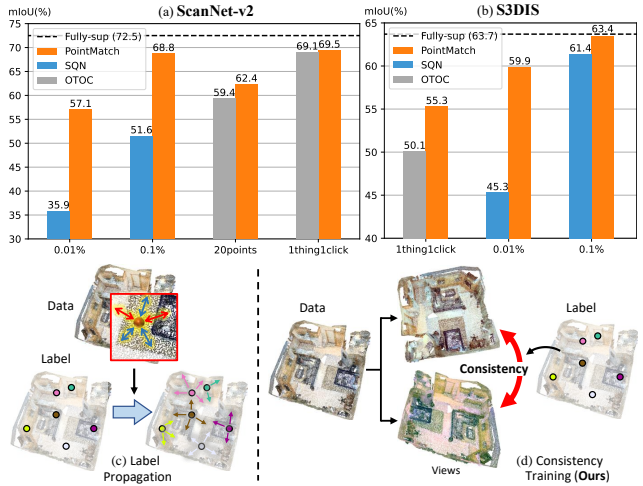 mIoU(%)
(a) ScanNet-v2
75
70
65
60
55
50
45
40
35
30
Fully-sup (72.5)
PointMatch
SQN
OTOC
35.9
57.1
51.6
68.8
59.4
62.4
69.1
69.5
0.01%
0.1%
20points
1thing1click
mIoU(%)
(b) S3DIS
65
60
55
50
45
40
Fully-sup (63.7)
PointMatch
SQN
OTOC
50.1
55.3
45.3
59.9
61.4
63.4
1thing1click
0.01%
0.1%
Data
Label
(c) Label
Propagation
Data
Label
Consistency
Views
(d) Consistency
Training (Ours)